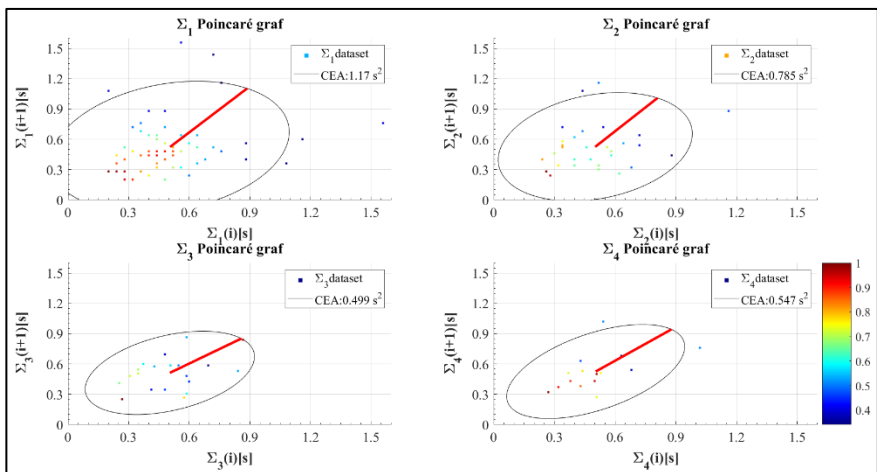 Σ1 Poincaré graf
Σ1(i+1)[s]
1.5
1.2
0.9
0.6
0.3
0
Σ1dataset
CEA:1.17 s2
0
0.3
0.6
0.9
1.2
1.5
Σ1(i)[s]
Σ2 Poincaré graf
Σ2(i+1)[s]
1.5
1.2
0.9
0.6
0.3
0
Σ2dataset
CEA:0.785 s2
0
0.3
0.6
0.9
1.2
1.5
Σ2(i)[s]
Σ3 Poincaré graf
Σ3(i+1)[s]
1.5
1.2
0.9
0.6
0.3
0
Σ3dataset
CEA:0.499 s2
0
0.3
0.6
0.9
1.2
1.5
Σ3(i)[s]
Σ4 Poincaré graf
Σ4(i+1)[s]
1.5
1.2
0.9
0.6
0.3
0
Σ4dataset
CEA:0.547 s2
0
0.3
0.6
0.9
1.2
1.5
Σ4(i)[s]
1
0.9
0.8
0.7
0.6
0.5
0.4